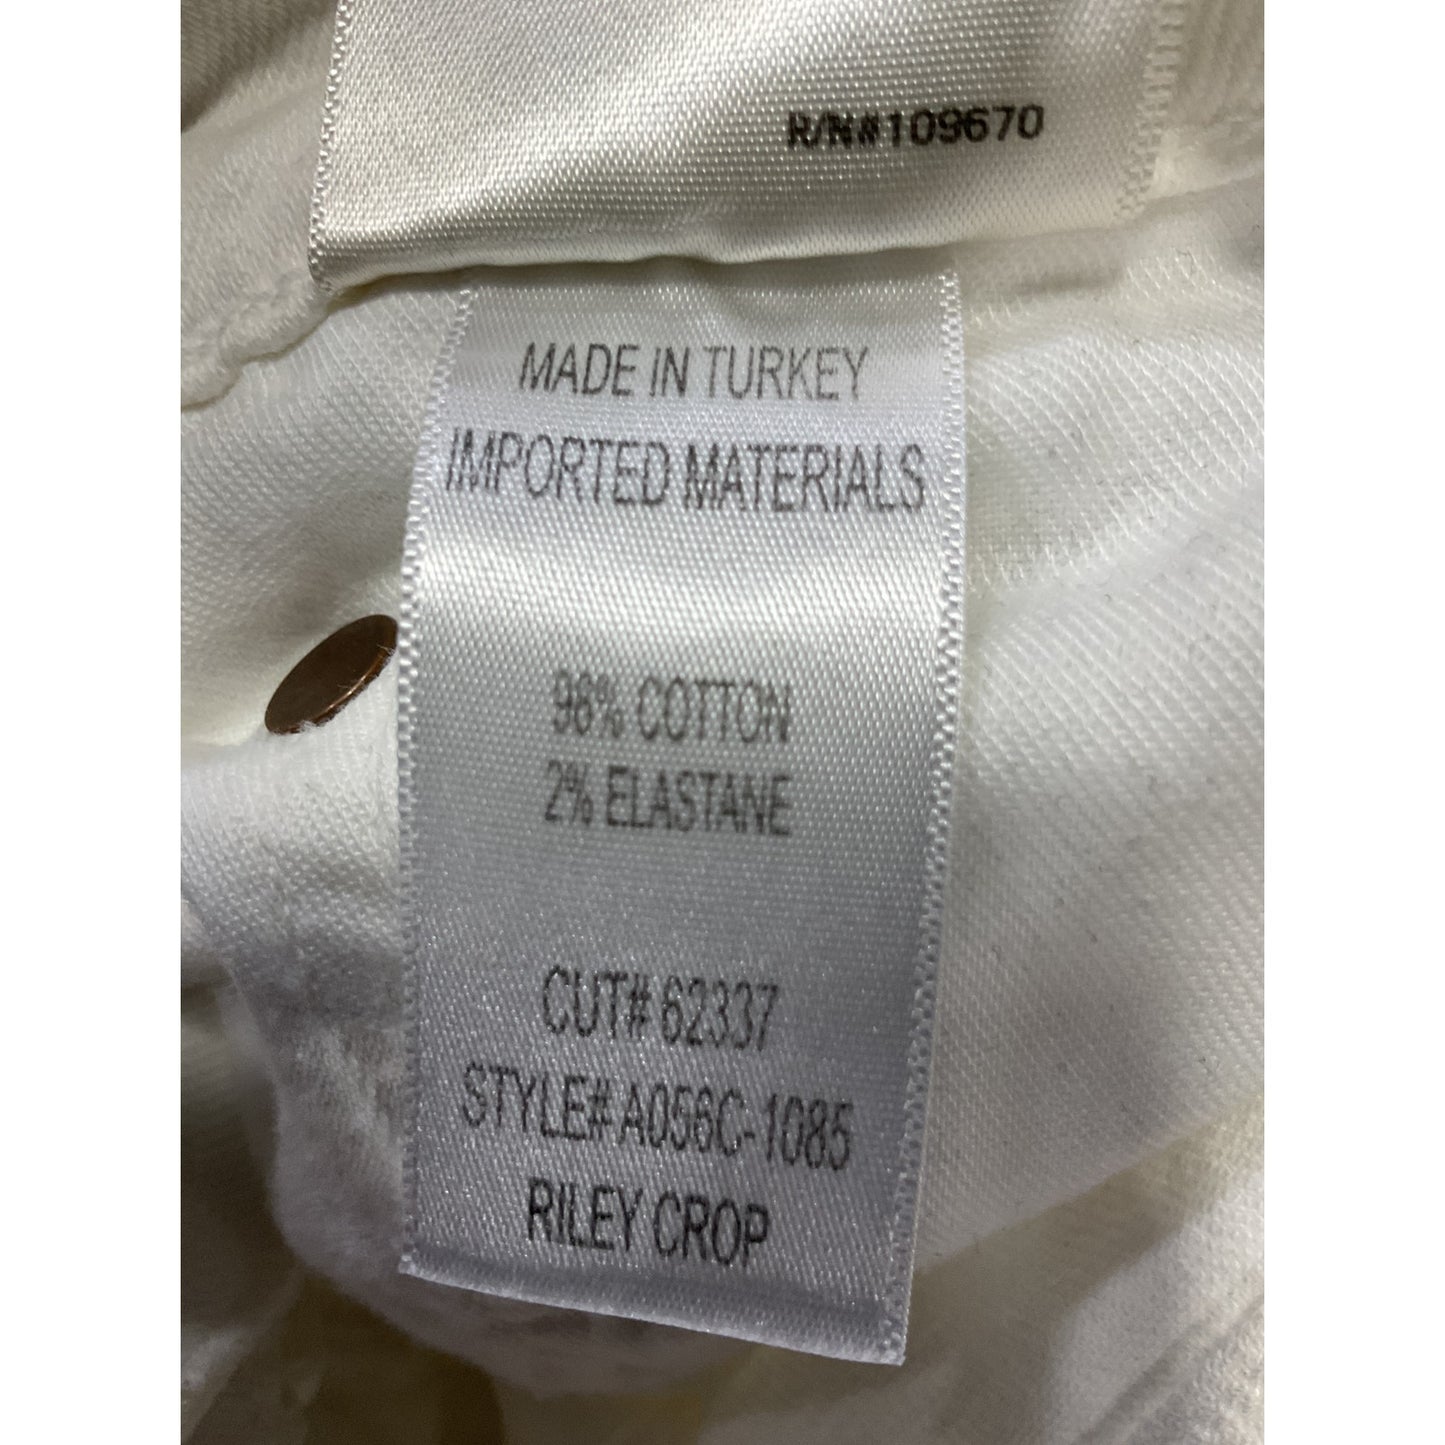 R/N#109670
MADE IN TURKEY
IMPORTED MATERIALS
98% COTTON
2% ELASTANE
CUT# 62337
STYLE# A056C-1085
RILEY CROP